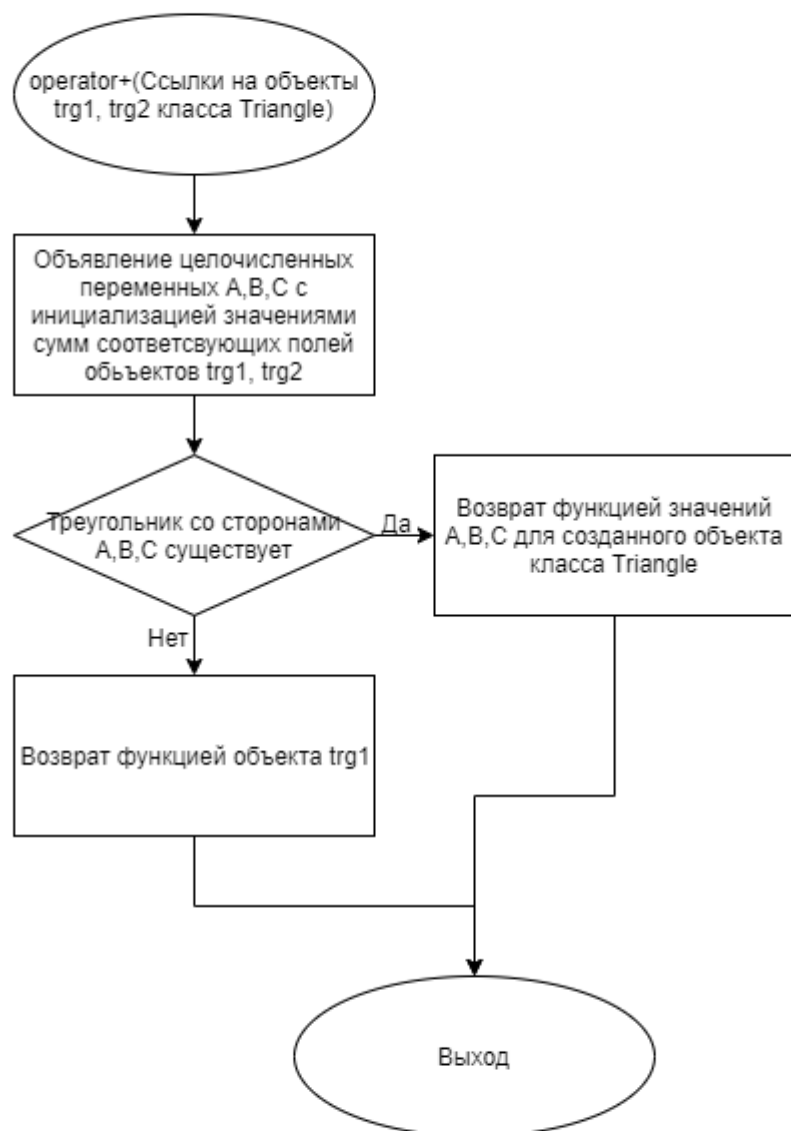 operator+(Ссылки на объекты
trg1, trg2 класса Triangle)
Объявление целочисленных
переменных A,B,C с
инициализацией значениями
сумм соответсвующих полей
обьъектов trg1, trg2
Треугольник со сторонами
A,B,C существует
Да
Возврат функцией значений
A,B,C для созданного объекта
класса Triangle
Нет
Возврат функцией объекта trg1
Выход